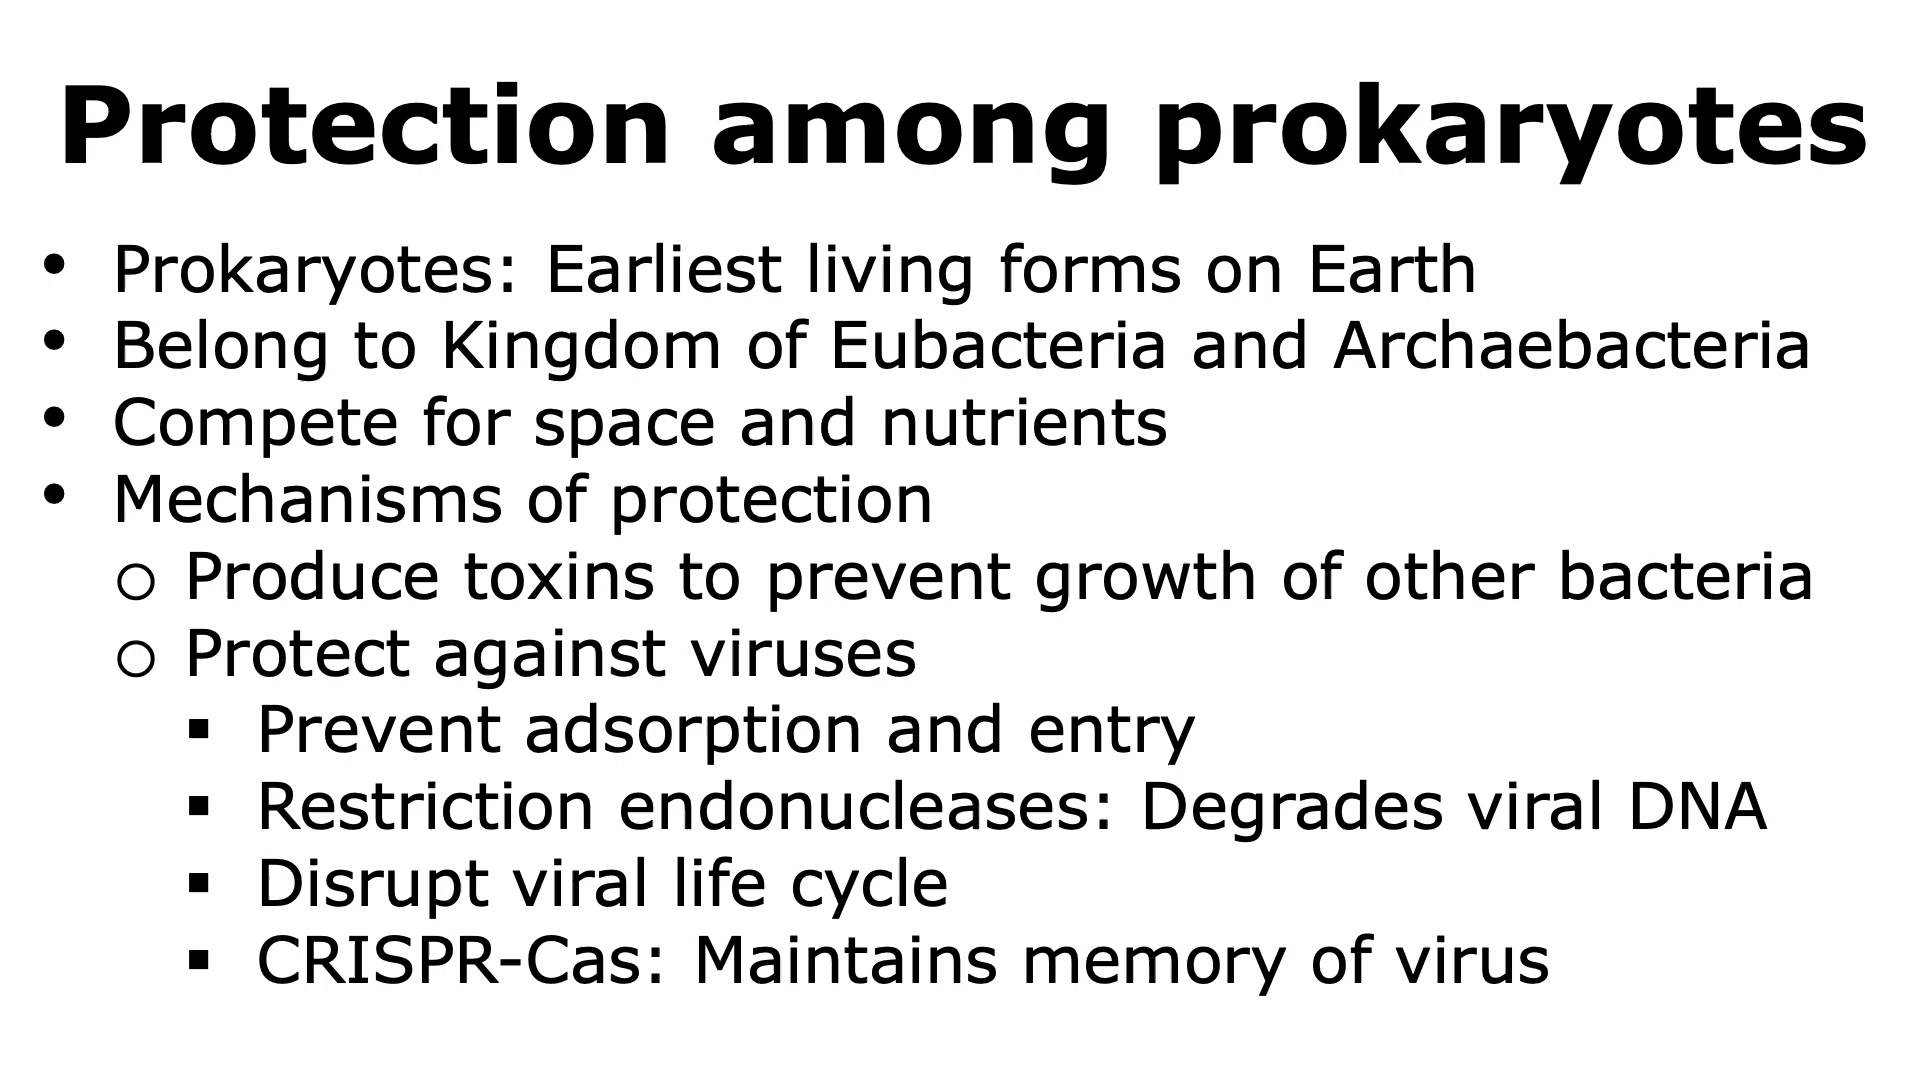 Protection among prokaryotes
• Prokaryotes: Earliest living forms on Earth
• Belong to Kingdom of Eubacteria and Archaebacteria
• Compete for space and nutrients
• Mechanisms of protection
○ Produce toxins to prevent growth of other bacteria
○ Protect against viruses
▪ Prevent adsorption and entry
▪ Restriction endonucleases: Degrades viral DNA
▪ Disrupt viral life cycle
▪ CRISPR-Cas: Maintains memory of virus